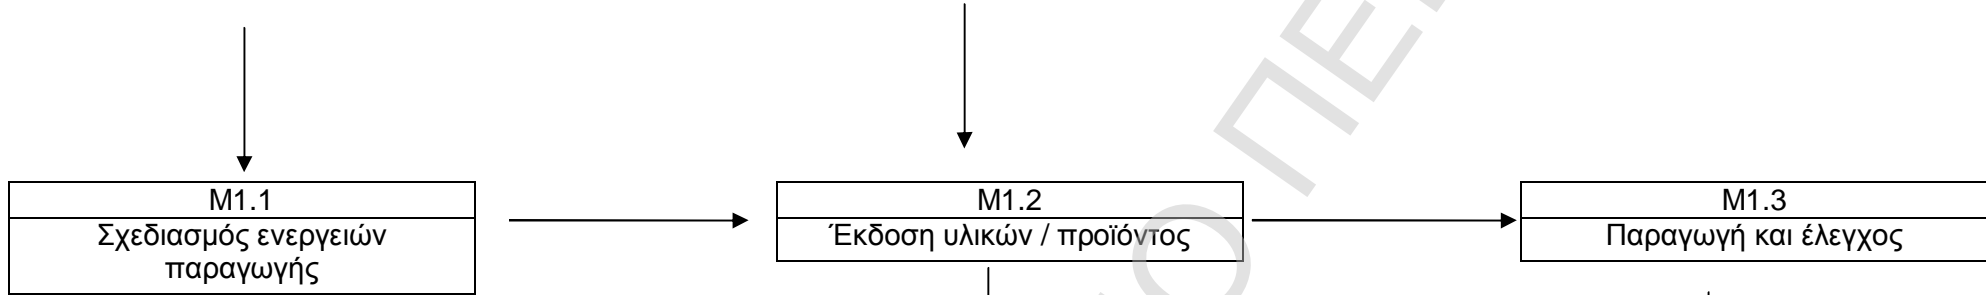 M1.1
Σχεδιασμός ενεργειών
παραγωγής
M1.2
Έκδοση υλικών / προϊόντος
M1.3
Παραγωγή και έλεγχος